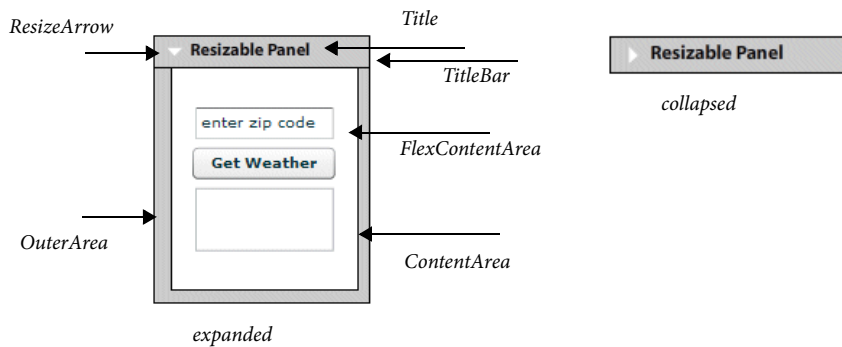 ResizeArrow
Title
Resizable Panel
TitleBar
enter zip code
FlexContentArea
Get Weather
OuterArea
ContentArea
expanded
Resizable Panel
collapsed